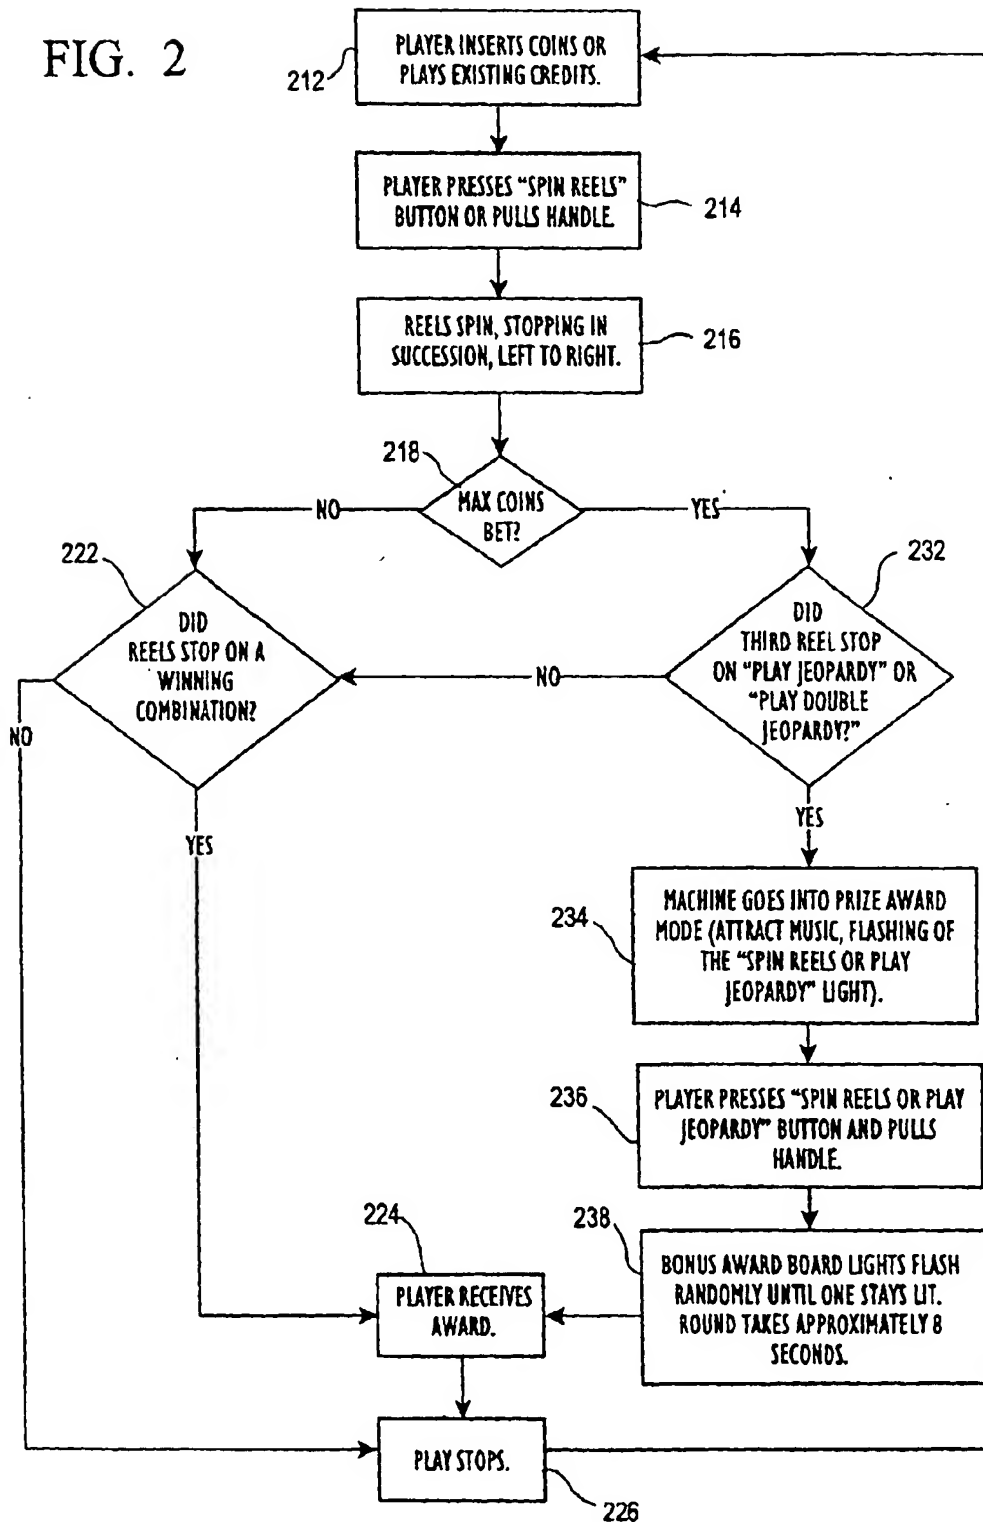 FIG. 2
PLAYER INSERTS COINS OR
PLAYS EXISTING CREDITS.
212
PLAYER PRESSES “SPIN REELS”
BUTTON OR PULLS HANDLE.
214
REELS SPIN, STOPPING IN
SUCCESSION, LEFT TO RIGHT.
216
218
MAX COINS
BET?
NO
YES
222
DID
REELS STOP ON A
WINNING
COMBINATION?
232
DID
THIRD REEL STOP
ON “PLAY JEOPARDY” OR
“PLAY DOUBLE
JEOPARDY?”
NO
NO
YES
YES
234
MACHINE GOES INTO PRIZE AWARD
MODE (ATTRACT MUSIC, FLASHING OF
THE “SPIN REELS OR PLAY
JEOPARDY” LIGHT).
236
PLAYER PRESSES “SPIN REELS OR PLAY
JEOPARDY” BUTTON AND PULLS
HANDLE.
238
BONUS AWARD BOARD LIGHTS FLASH
RANDOMLY UNTIL ONE STAYS LIT.
ROUND TAKES APPROXIMATELY 8
SECONDS.
224
PLAYER RECEIVES
AWARD.
PLAY STOPS.
226